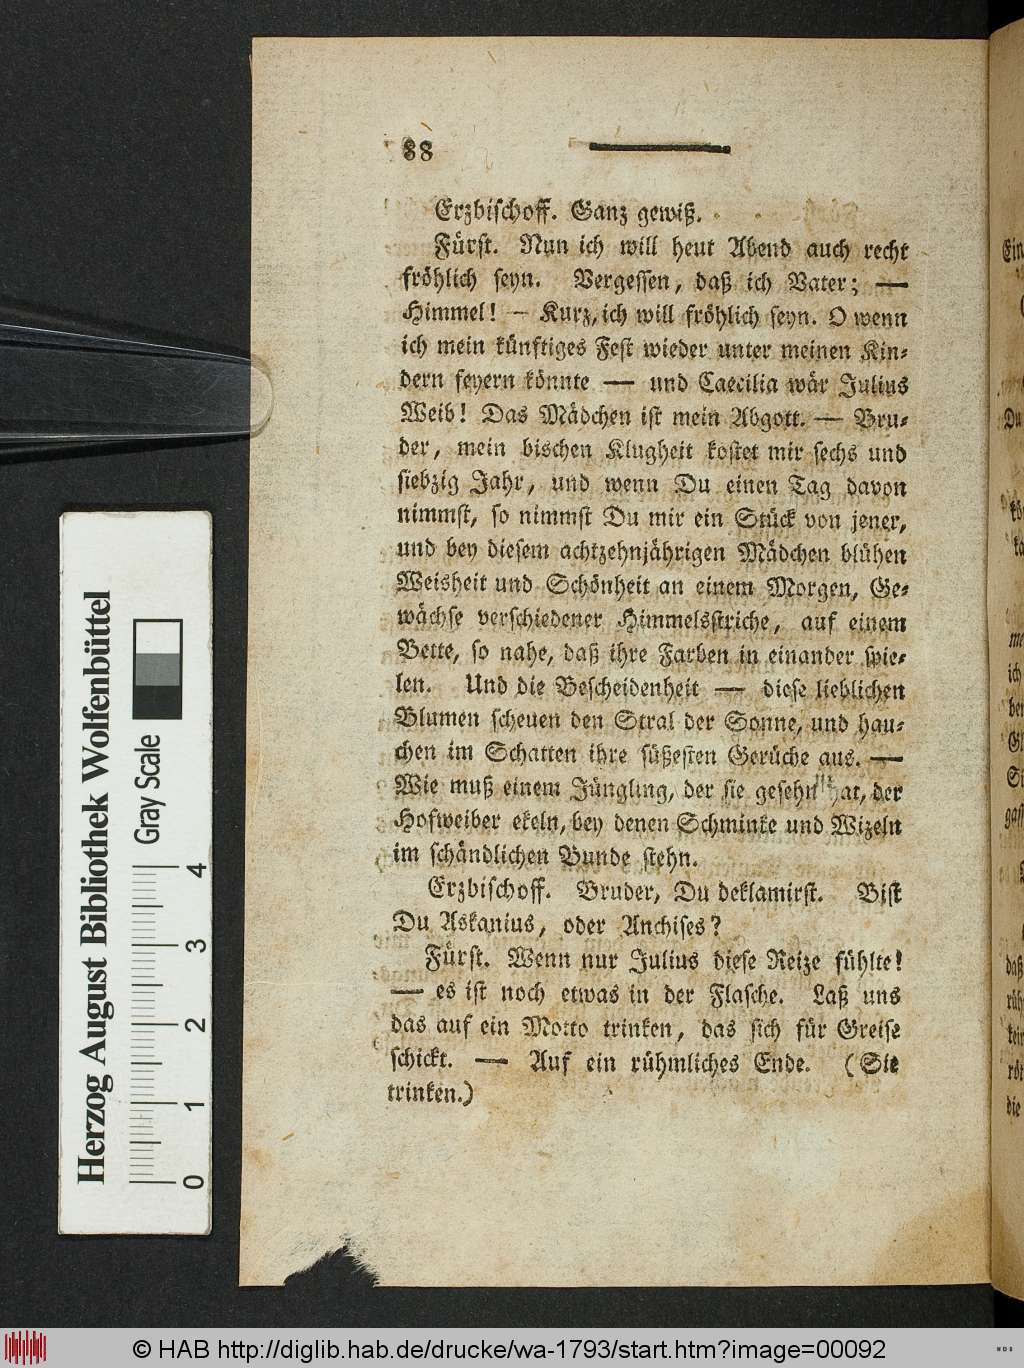 88
Erzbischoff. Ganz gewiß.
Fürst. Nun ich will heut Abend auch recht
fröhlich seyn. Vergessen, daß ich Vater; —
Himmel! — Kurz, ich will fröhlich seyn. O wenn
ich mein künftiges Fest wieder unter meinen Kin-
dern feyern könnte — und Caecilia wär Julius
Weib! Das Mädchen ist mein Abgott. — Bru-
der, mein bischen Klugheit kostet mir sechs und
siebzig Jahr, und wenn Du einen Tag davon
nimmst, so nimmst Du mir ein Stück von jener,
und bey diesem achtzehnjährigen Mädchen blühen
Weisheit und Schönheit an einem Morgen, Ge-
wächse verschiedener Himmelsstriche, auf einem
Bette, so nahe, daß ihre Farben in einander spie-
len. Und die Bescheidenheit — diese lieblichen
Blumen scheuen den Stral der Sonne, und hau-
chen im Schatten ihre süßesten Gerüche aus. —
Wie muß einem Jüngling, der sie gesehn hat, der
Hofweiber ekeln, bey denen Schminke und Wizeln
im schändlichen Bunde stehn.
Erzbischoff. Bruder, Du deklamirst. Bist
Du Askanius, oder Anchises?
Fürst. Wenn nur Julius diese Reize fühlte!
— es ist noch etwas in der Flasche. Laß uns
das auf ein Motto trinken, das sich für Greise
schickt. — Auf ein rühmliches Ende. (Sie
trinken.)
Herzog August Bibliothek Wolfenbüttel
Gray Scale
0 1 2 3 4
© HAB http://diglib.hab.de/drucke/wa-1793/start.htm?image=00092